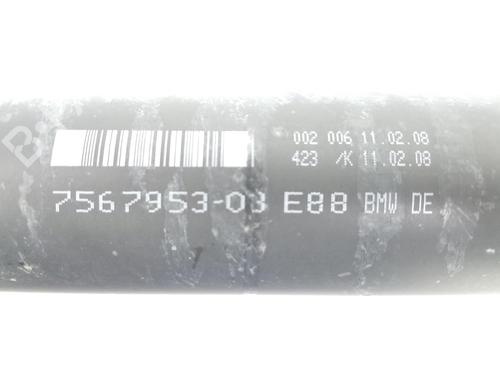 002 006 11.02.08
423 /K 11.02.08
7567953-03 E88 BMW DE